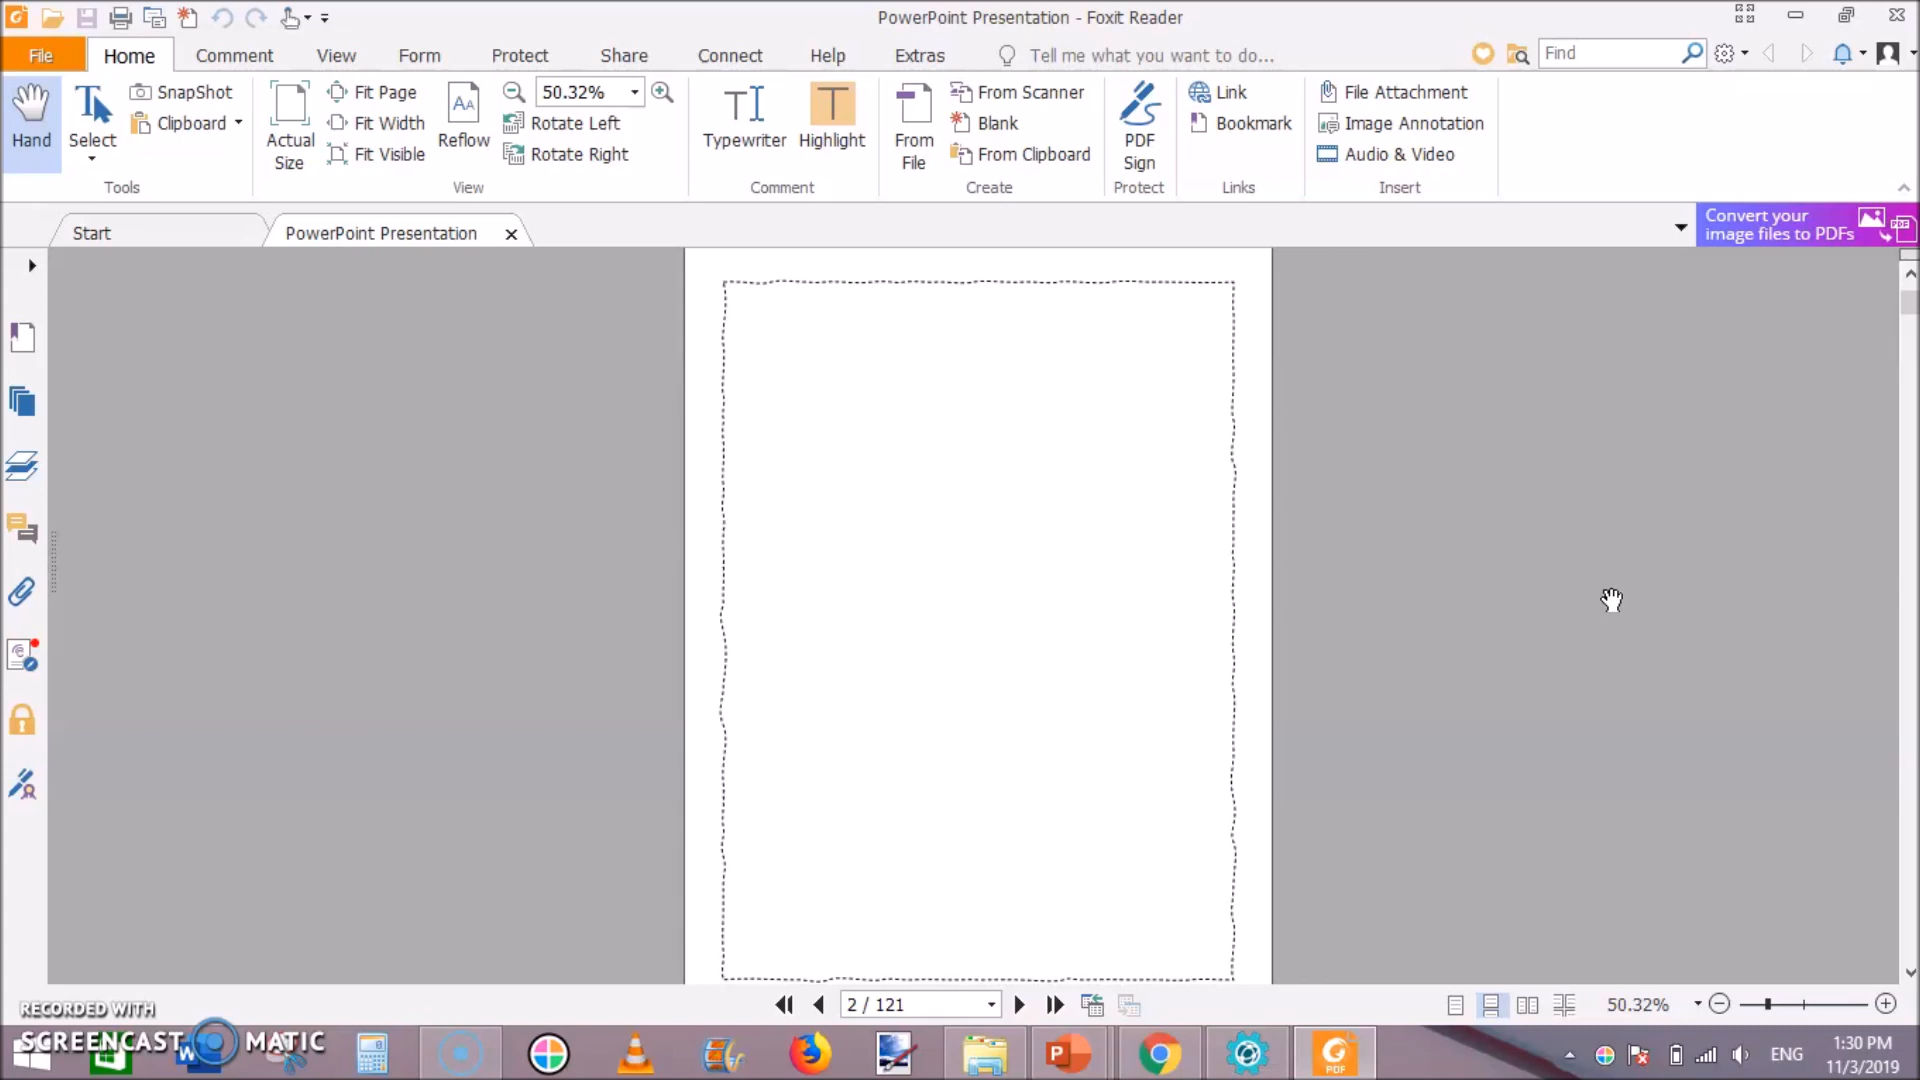 PowerPoint Presentation - Foxit Reader
File Home Comment View Form Protect Share Connect Help Extras Tell me what you want to do... Find
Hand
Select
SnapShot
Clipboard
Tools
Actual
Size
Fit Page
Fit Width
Fit Visible
Reflow
50.32%
Rotate Left
Rotate Right
View
Typewriter
Highlight
Comment
From
File
From Scanner
Blank
From Clipboard
Create
PDF
Sign
Protect
Link
Bookmark
Links
File Attachment
Image Annotation
Audio & Video
Insert
Start
PowerPoint Presentation
Convert your
image files to PDFs
PDF
2 / 121
50.32%
RECORDED WITH
SCREENCAST MATIC
ENG
1:30 PM
11/3/2019
PDF